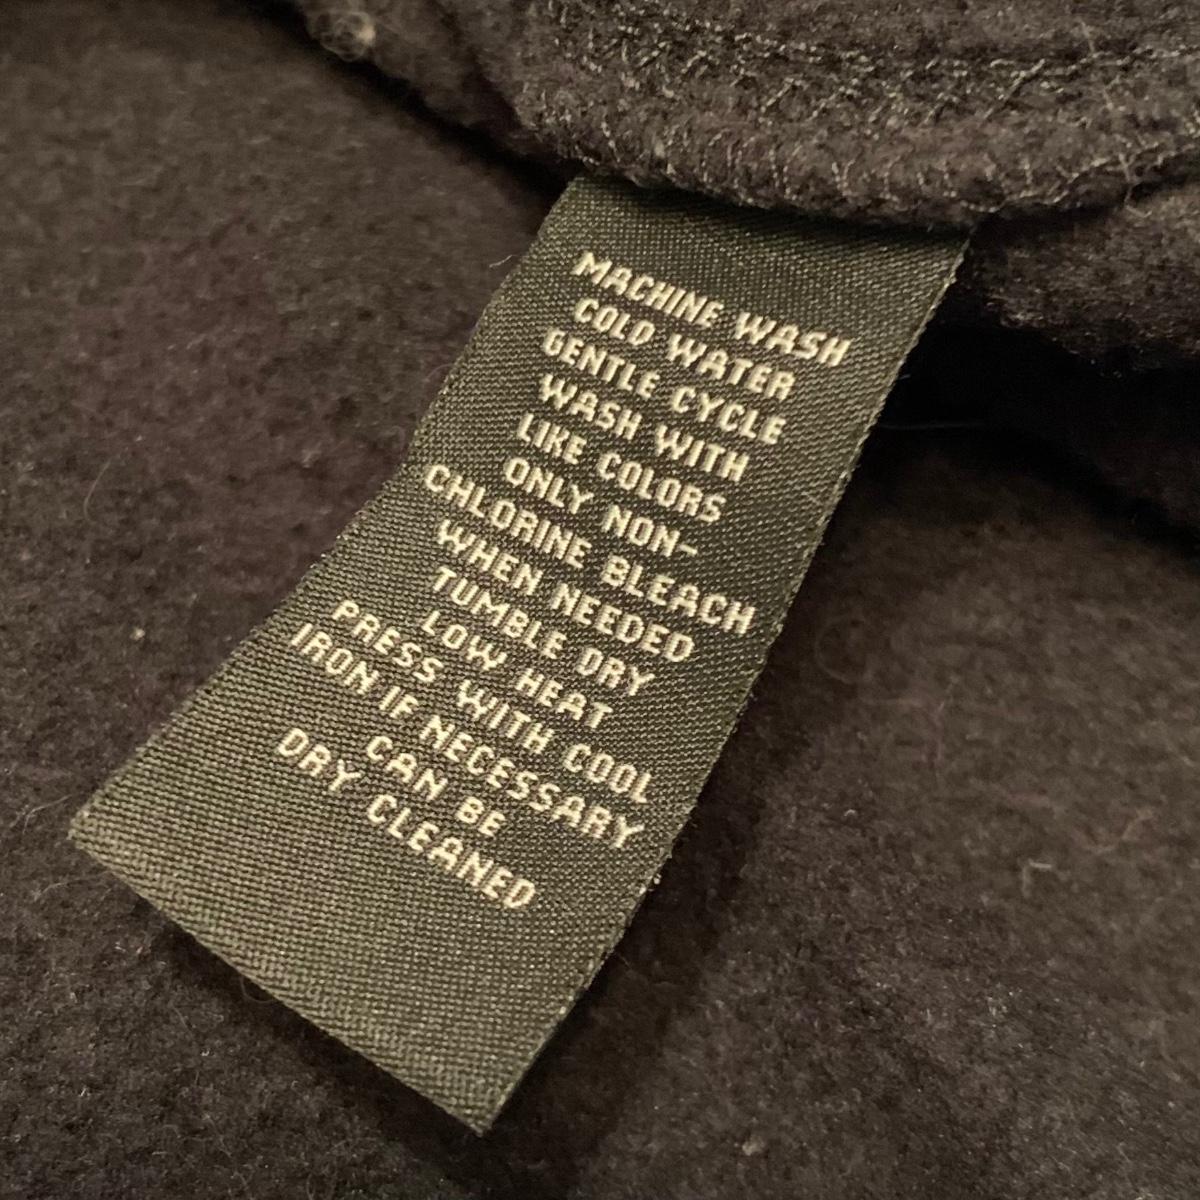 MACHINE WASH
COLD WATER
GENTLE CYCLE
WASH WITH
LIKE COLORS
ONLY NON-
CHLORINE BLEACH
WHEN NEEDED
TUMBLE DRY
LOW HEAT
PRESS WITH COOL
IRON IF NECESSARY
CAN BE
DRY CLEANED